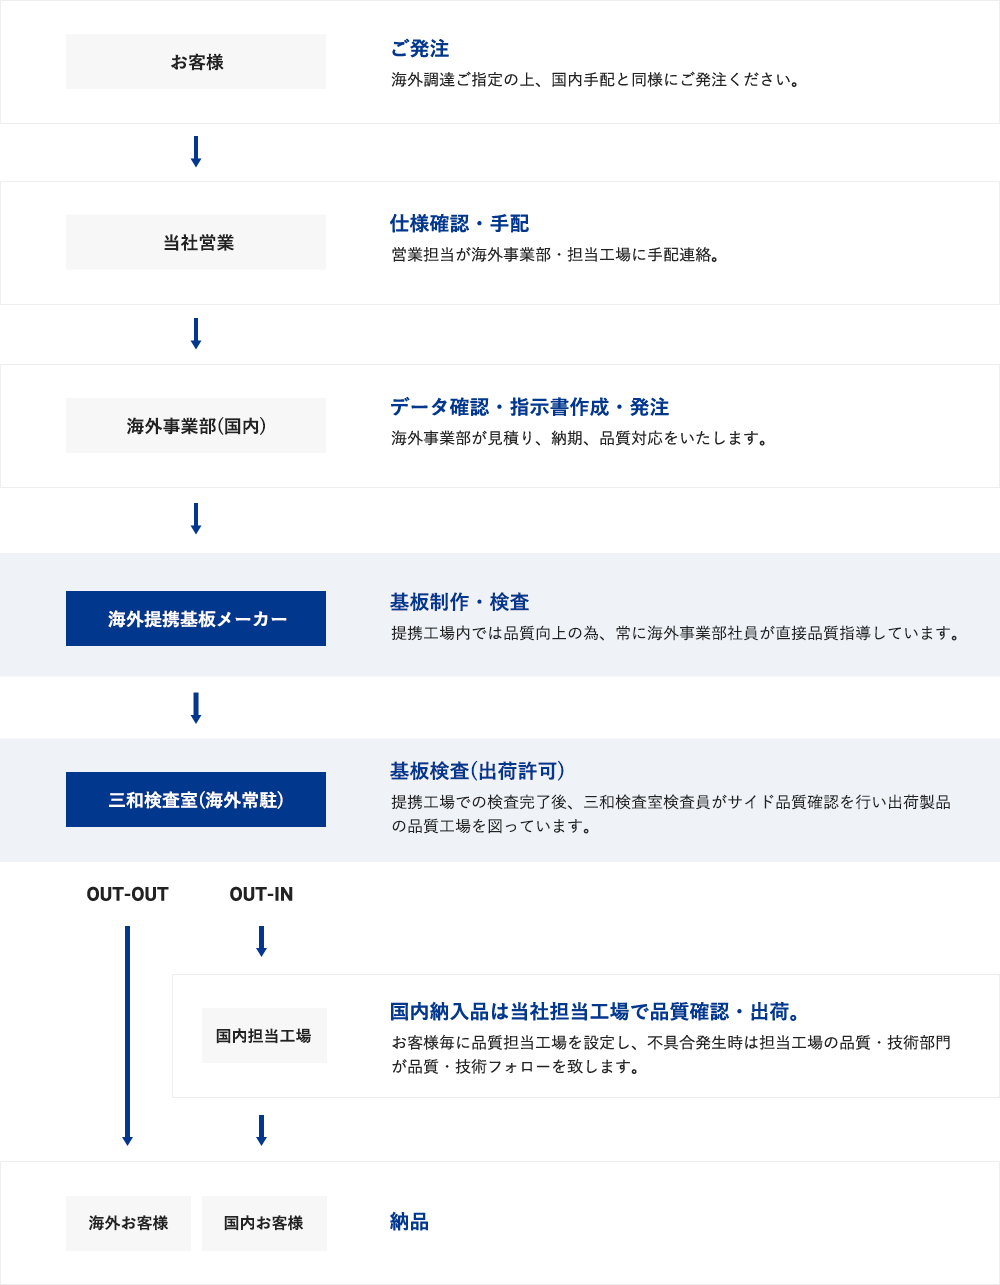 お客様
ご発注
海外調達ご指定の上、国内手配と同様にご発注ください。
当社営業
仕様確認・手配
営業担当が海外事業部・担当工場に手配連絡。
海外事業部(国内)
データ確認・指示書作成・発注
海外事業部が見積り、納期、品質対応をいたします。
海外提携基板メーカー
基板制作・検査
提携工場内では品質向上の為、常に海外事業部社員が直接品質指導しています。
三和検査室(海外常駐)
基板検査(出荷許可)
提携工場での検査完了後、三和検査室検査員がサイド品質確認を行い出荷製品
の品質工場を図っています。
OUT-OUT
OUT-IN
国内担当工場
国内納入品は当社担当工場で品質確認・出荷。
お客様毎に品質担当工場を設定し、不具合発生時は担当工場の品質・技術部門
が品質・技術フォローを致します。
海外お客様
国内お客様
納品